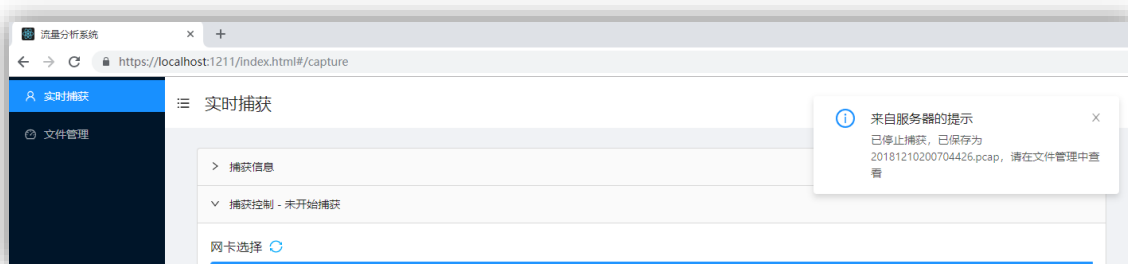 流量分析系统
https://localhost:1211/index.html#/capture
实时捕获
文件管理
实时捕获
来自服务器的提示
已停止捕获，已保存为
20181210200704426.pcap，请在文件管理中查
看
捕获信息
捕获控制 - 未开始捕获
网卡选择